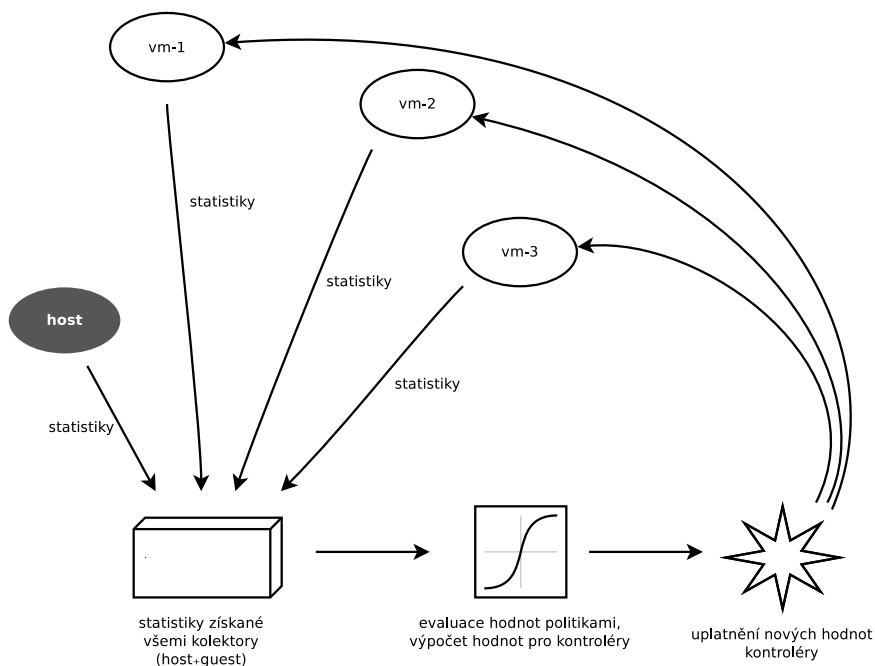 vm-1
vm-2
statistiky
vm-3
statistiky
host
statistiky
statistiky
statistiky získané
všemi kolektory
(host+guest)
evaluace hodnot politikami,
výpočet hodnot pro kontroléry
uplatnění nových hodnot
kontroléry